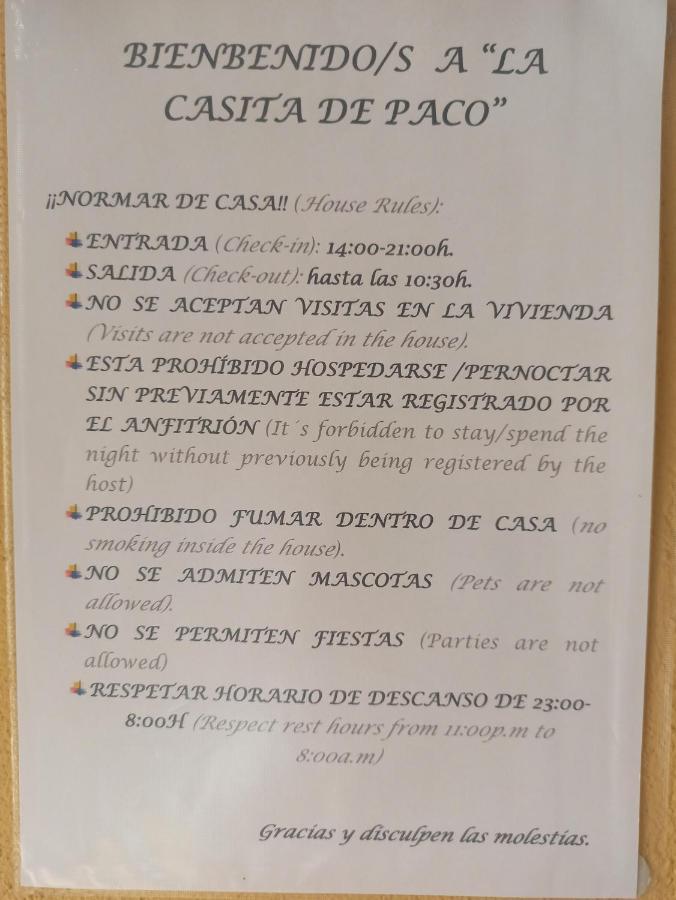 BIENBENIDO/S A “LA
CASITA DE PACO”
¡¡NORMAR DE CASA!! (House Rules):
ENTRADA (Check-in): 14:00-21:00h.
SALIDA (Check-out): hasta las 10:30h.
NO SE ACEPTAN VISITAS EN LA VIVIENDA
(Visits are not accepted in the house).
ESTA PROHÍBIDO HOSPEDARSE /PERNOCTAR
SIN PREVIAMENTE ESTAR REGISTRADO POR
EL ANFITRIÓN (It´s forbidden to stay/spend the
night without previously being registered by the
host)
PROHIBIDO FUMAR DENTRO DE CASA (no
smoking inside the house).
NO SE ADMITEN MASCOTAS (Pets are not
allowed).
NO SE PERMITEN FIESTAS (Parties are not
allowed)
RESPETAR HORARIO DE DESCANSO DE 23:00-
8:00H (Respect rest hours from 11:00p.m to
8:00a.m)
Gracias y disculpen las molestias.